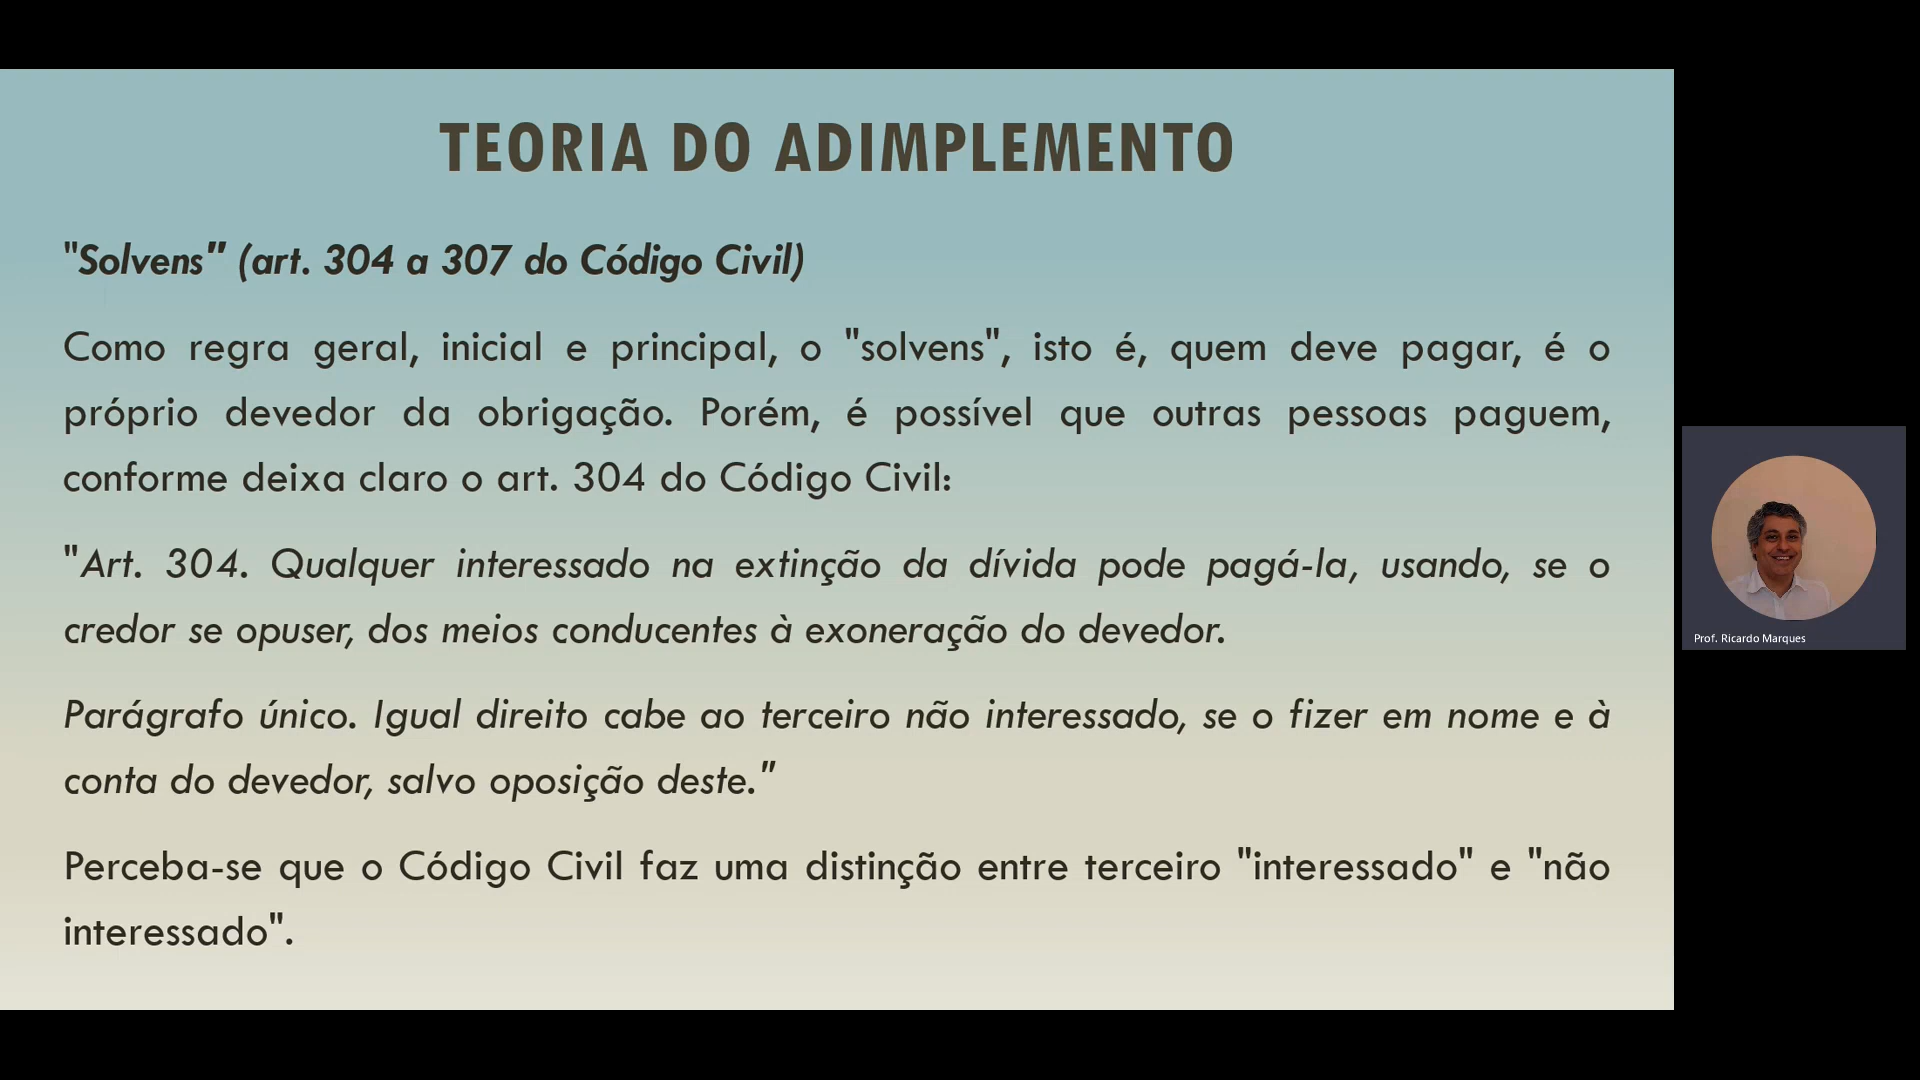 TEORIA DO ADIMPLEMENTO
"Solvens" (art. 304 a 307 do Código Civil)
Como regra geral, inicial e principal, o "solvens", isto é, quem deve pagar, é o
próprio devedor da obrigação. Porém, é possível que outras pessoas paguem,
conforme deixa claro o art. 304 do Código Civil:
"Art. 304. Qualquer interessado na extinção da dívida pode pagá-la, usando, se o
credor se opuser, dos meios conducentes à exoneração do devedor.
Parágrafo único. Igual direito cabe ao terceiro não interessado, se o fizer em nome e à
conta do devedor, salvo oposição deste."
Perceba-se que o Código Civil faz uma distinção entre terceiro "interessado" e "não
interessado".
Prof. Ricardo Marques